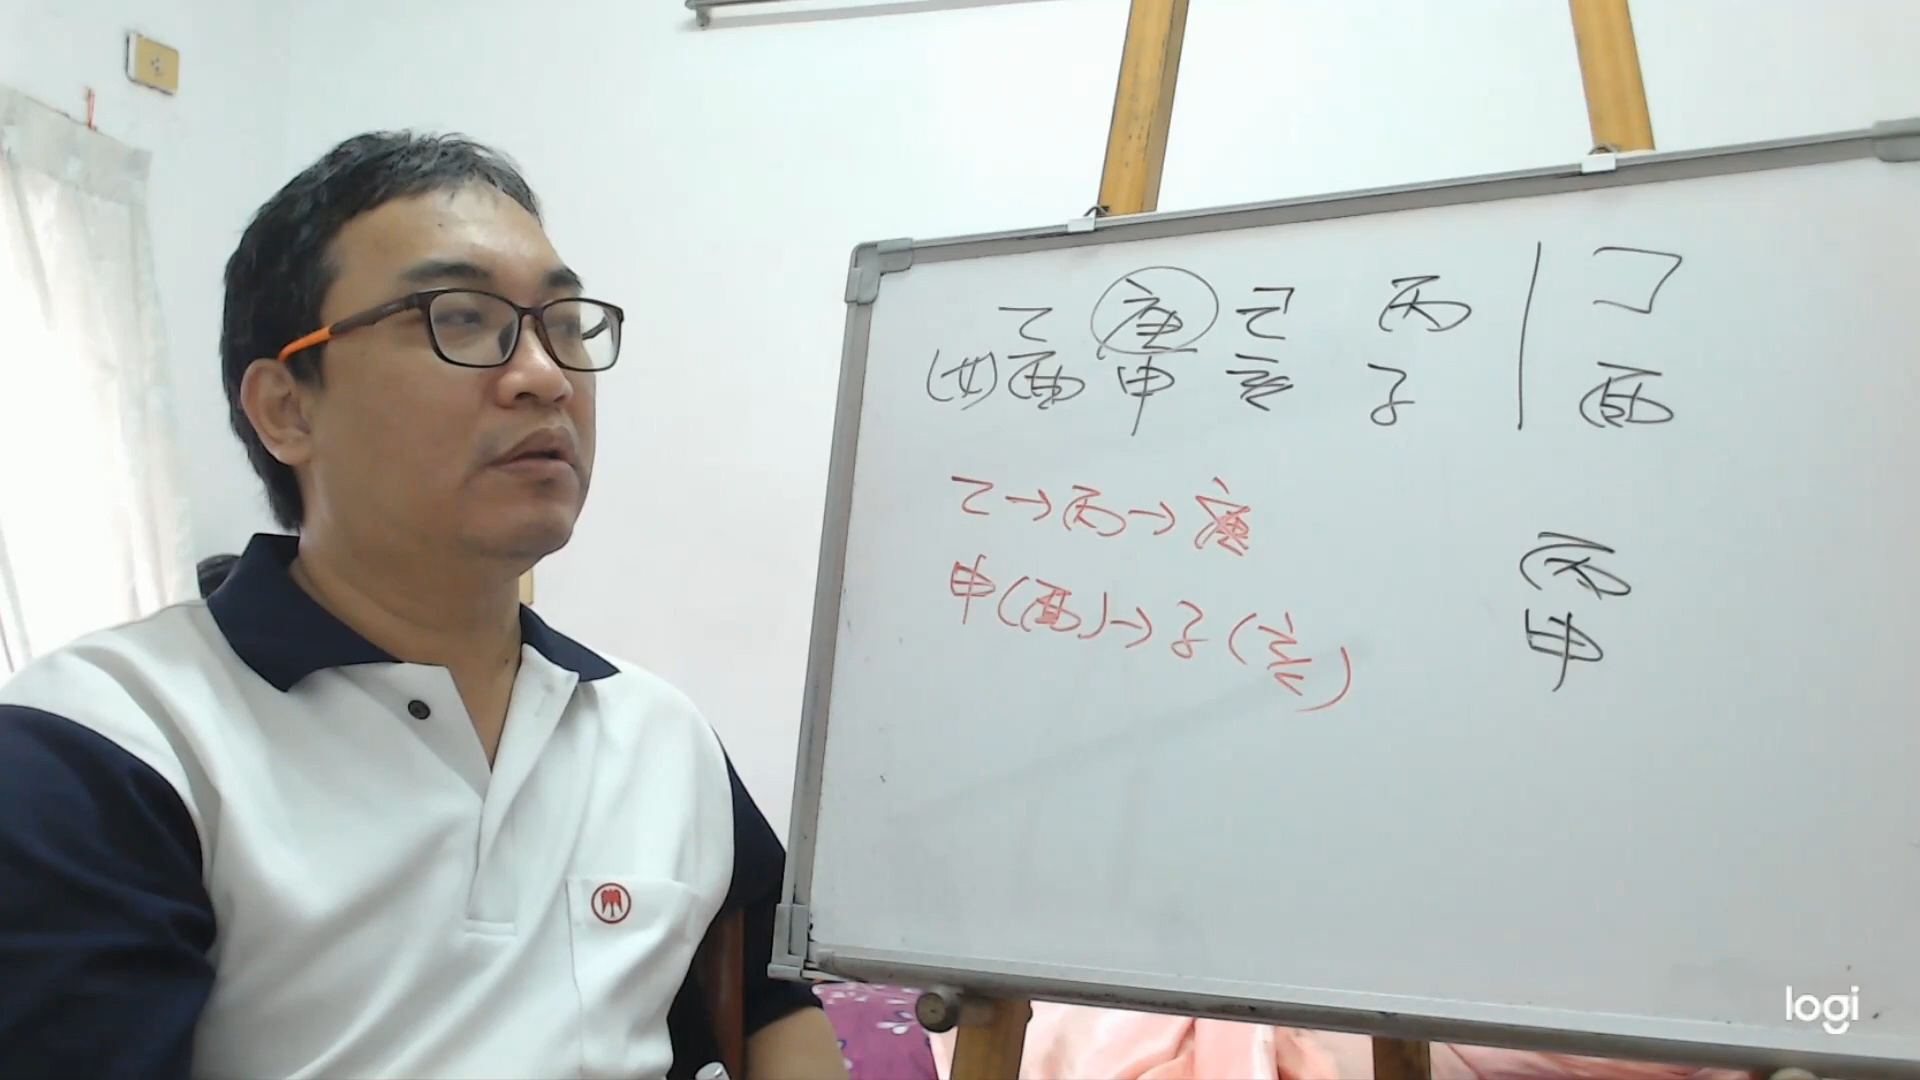 乙 庚 己 丙 | 己
(女) 酉 申 亥 子 酉
乙→丙→庚
申(酉)→子(亥)
丙
申
logi